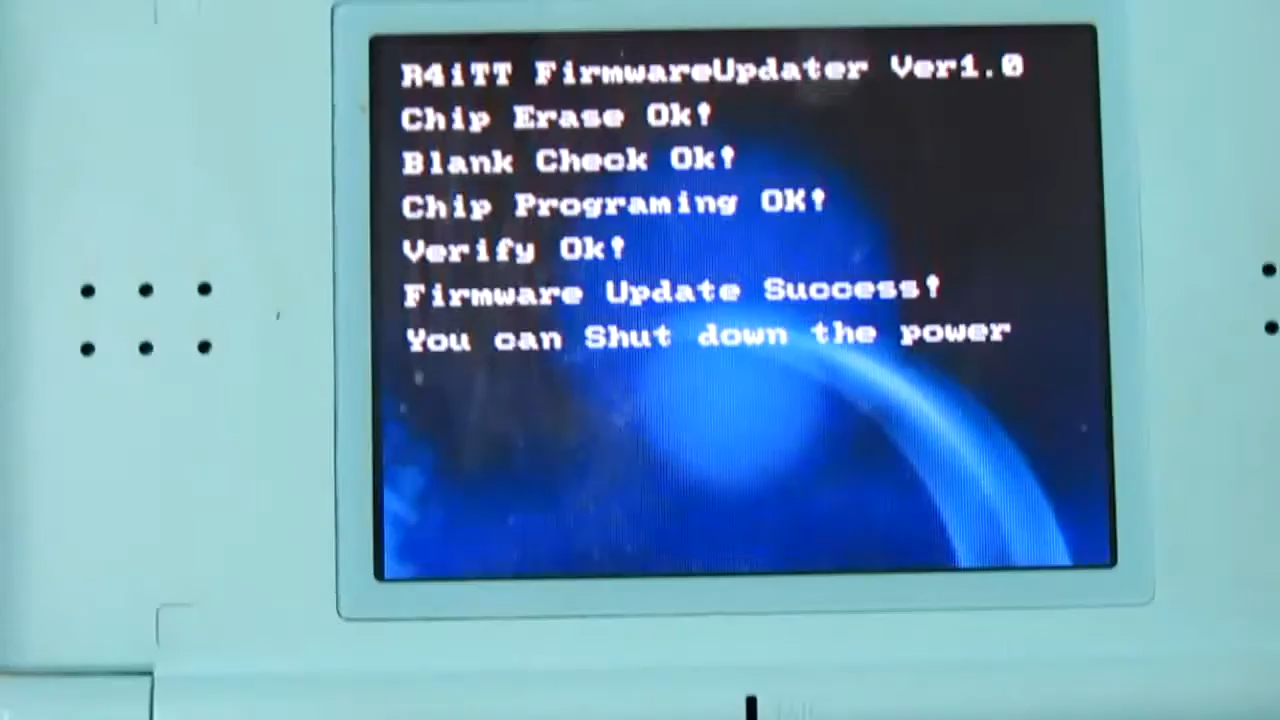 R4iTT FirmwareUpdater Ver1.0
Chip Erase Ok!
Blank Check Ok!
Chip Programing OK!
Verify Ok!
Firmware Update Success!
You can Shut down the power